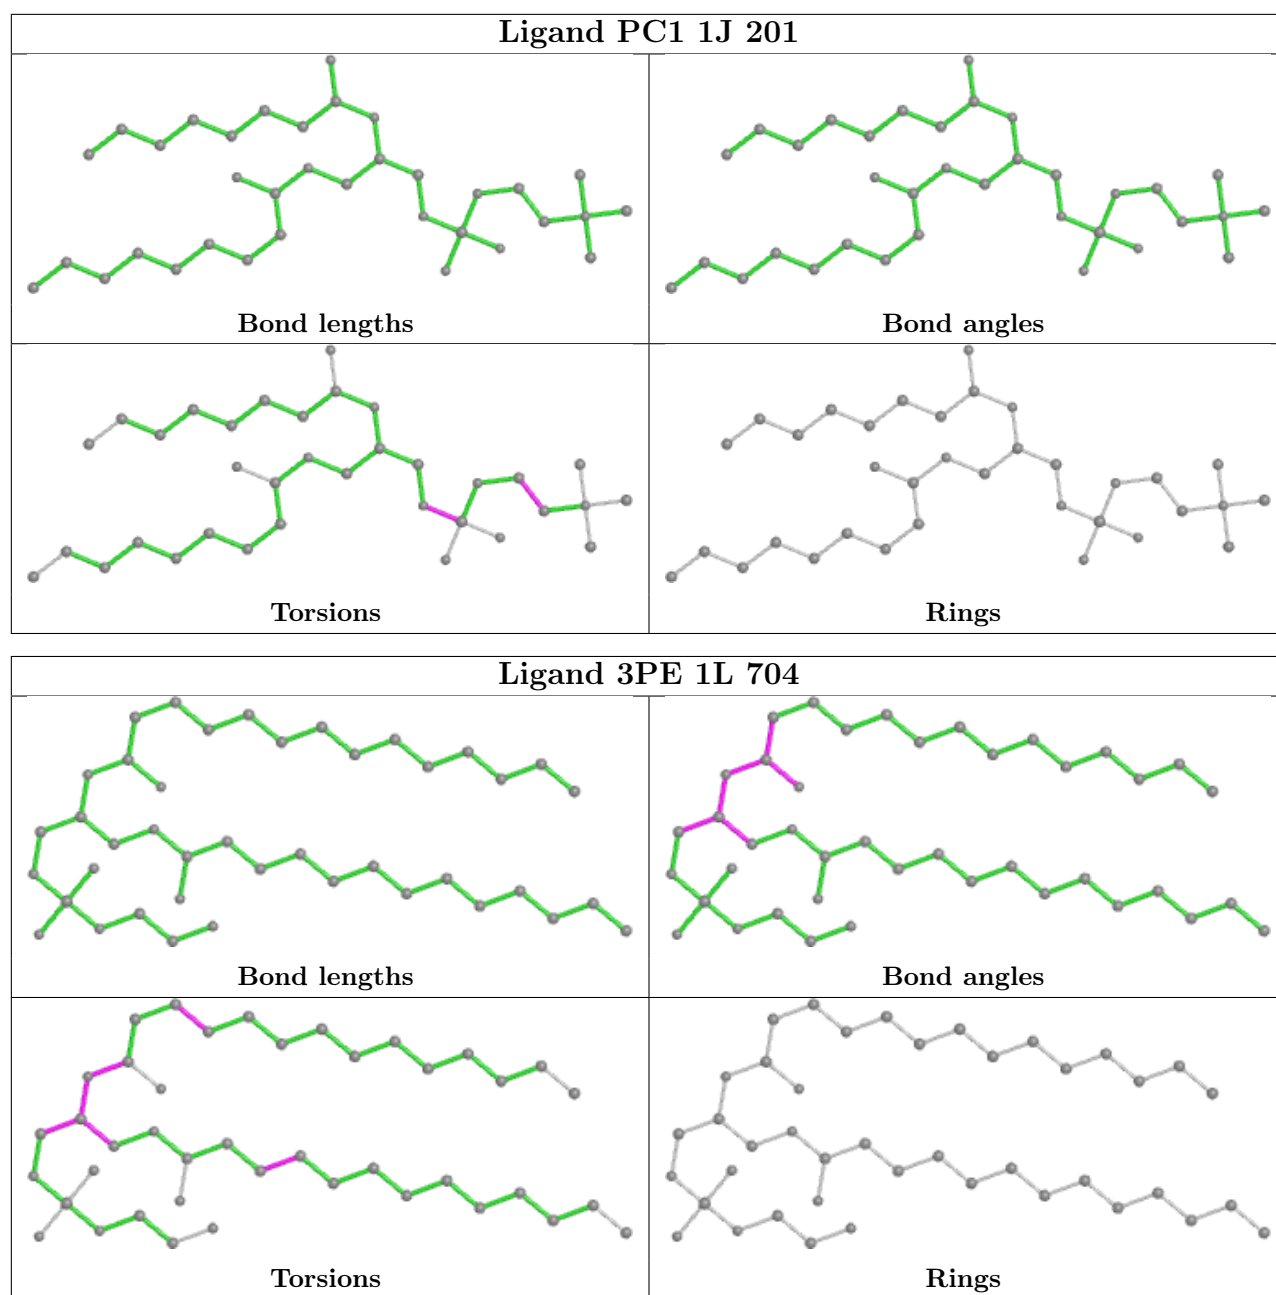 Ligand PC1 1J 201
Bond lengths
Bond angles
Torsions
Rings
Ligand 3PE 1L 704
Bond lengths
Bond angles
Torsions
Rings